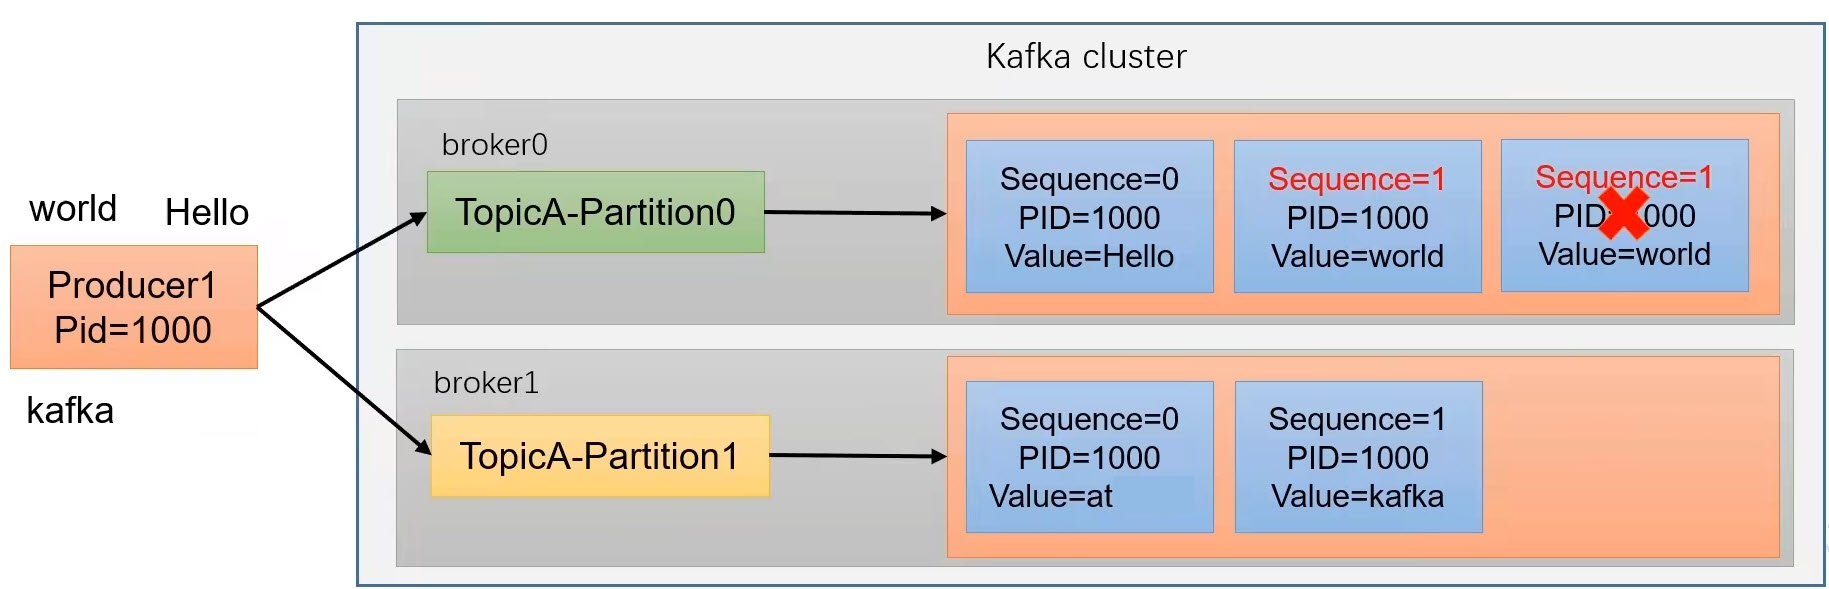 Kafka cluster
world
Hello
Producer1
Pid=1000
kafka
broker0
TopicA-Partition0
Sequence=0
PID=1000
Value=Hello
Sequence=1
PID=1000
Value=world
Sequence=1
PID=1000
Value=world
broker1
TopicA-Partition1
Sequence=0
PID=1000
Value=at
Sequence=1
PID=1000
Value=kafka